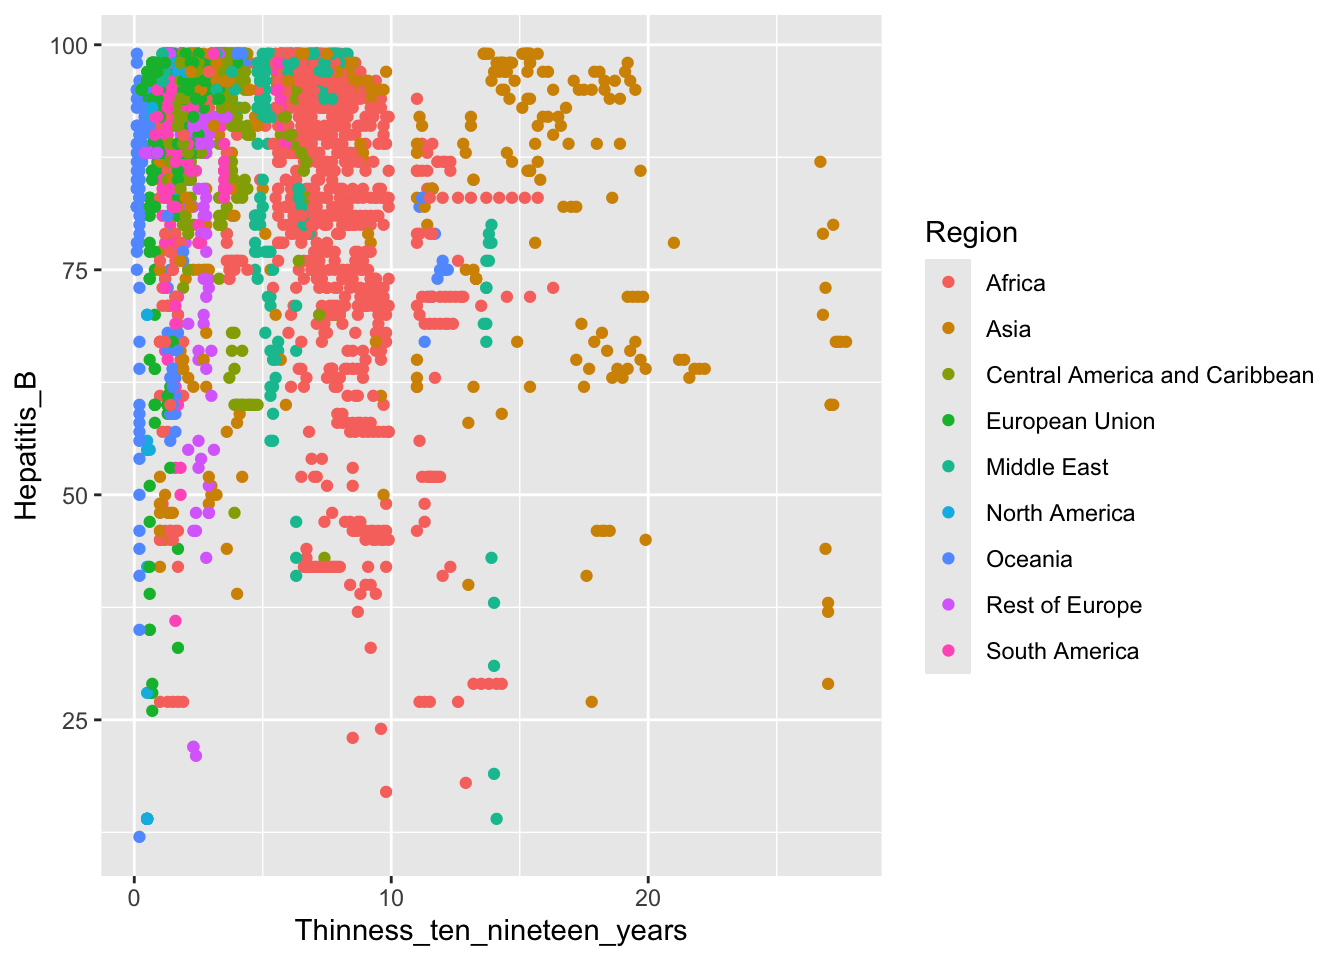 100
75
50
25
0
10
20
Hepatitis_B
Thinness_ten_nineteen_years
Region
Africa
Asia
Central America and Caribbean
European Union
Middle East
North America
Oceania
Rest of Europe
South America